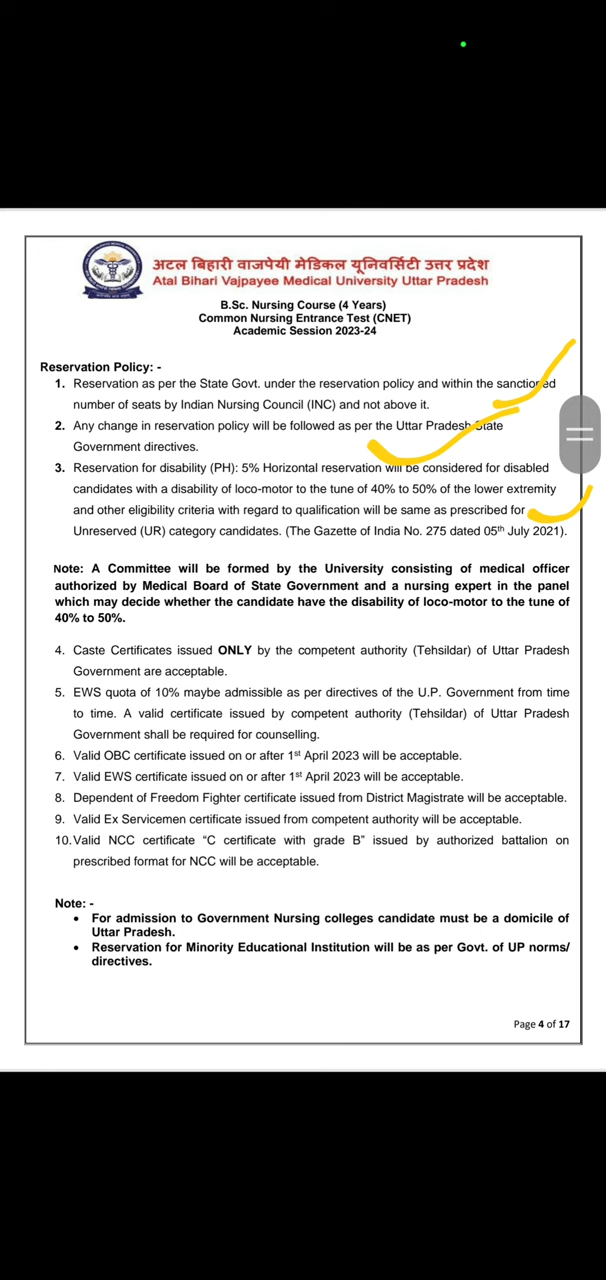 अटल बिहारी वाजपेयी मेडिकल यूनिवर्सिटी उत्तर प्रदेश
Atal Bihari Vajpayee Medical University Uttar Pradesh
B.Sc. Nursing Course (4 Years)
Common Nursing Entrance Test (CNET)
Academic Session 2023-24
Reservation Policy: -
1. Reservation as per the State Govt. under the reservation policy and within the sanctioned
number of seats by Indian Nursing Council (INC) and not above it.
2. Any change in reservation policy will be followed as per the Uttar Pradesh State
Government directives.
3. Reservation for disability (PH): 5% Horizontal reservation will be considered for disabled
candidates with a disability of loco-motor to the tune of 40% to 50% of the lower extremity
and other eligibility criteria with regard to qualification will be same as prescribed for
Unreserved (UR) category candidates. (The Gazette of India No. 275 dated 05th July 2021).
Note: A Committee will be formed by the University consisting of medical officer
authorized by Medical Board of State Government and a nursing expert in the panel
which may decide whether the candidate have the disability of loco-motor to the tune of
40% to 50%.
4. Caste Certificates issued ONLY by the competent authority (Tehsildar) of Uttar Pradesh
Government are acceptable.
5. EWS quota of 10% maybe admissible as per directives of the U.P. Government from time
to time. A valid certificate issued by competent authority (Tehsildar) of Uttar Pradesh
Government shall be required for counselling.
6. Valid OBC certificate issued on or after 1st April 2023 will be acceptable.
7. Valid EWS certificate issued on or after 1st April 2023 will be acceptable.
8. Dependent of Freedom Fighter certificate issued from District Magistrate will be acceptable.
9. Valid Ex Servicemen certificate issued from competent authority will be acceptable.
10. Valid NCC certificate “C certificate with grade B” issued by authorized battalion on
prescribed format for NCC will be acceptable.
Note: -
• For admission to Government Nursing colleges candidate must be a domicile of
Uttar Pradesh.
• Reservation for Minority Educational Institution will be as per Govt. of UP norms/
directives.
Page 4 of 17